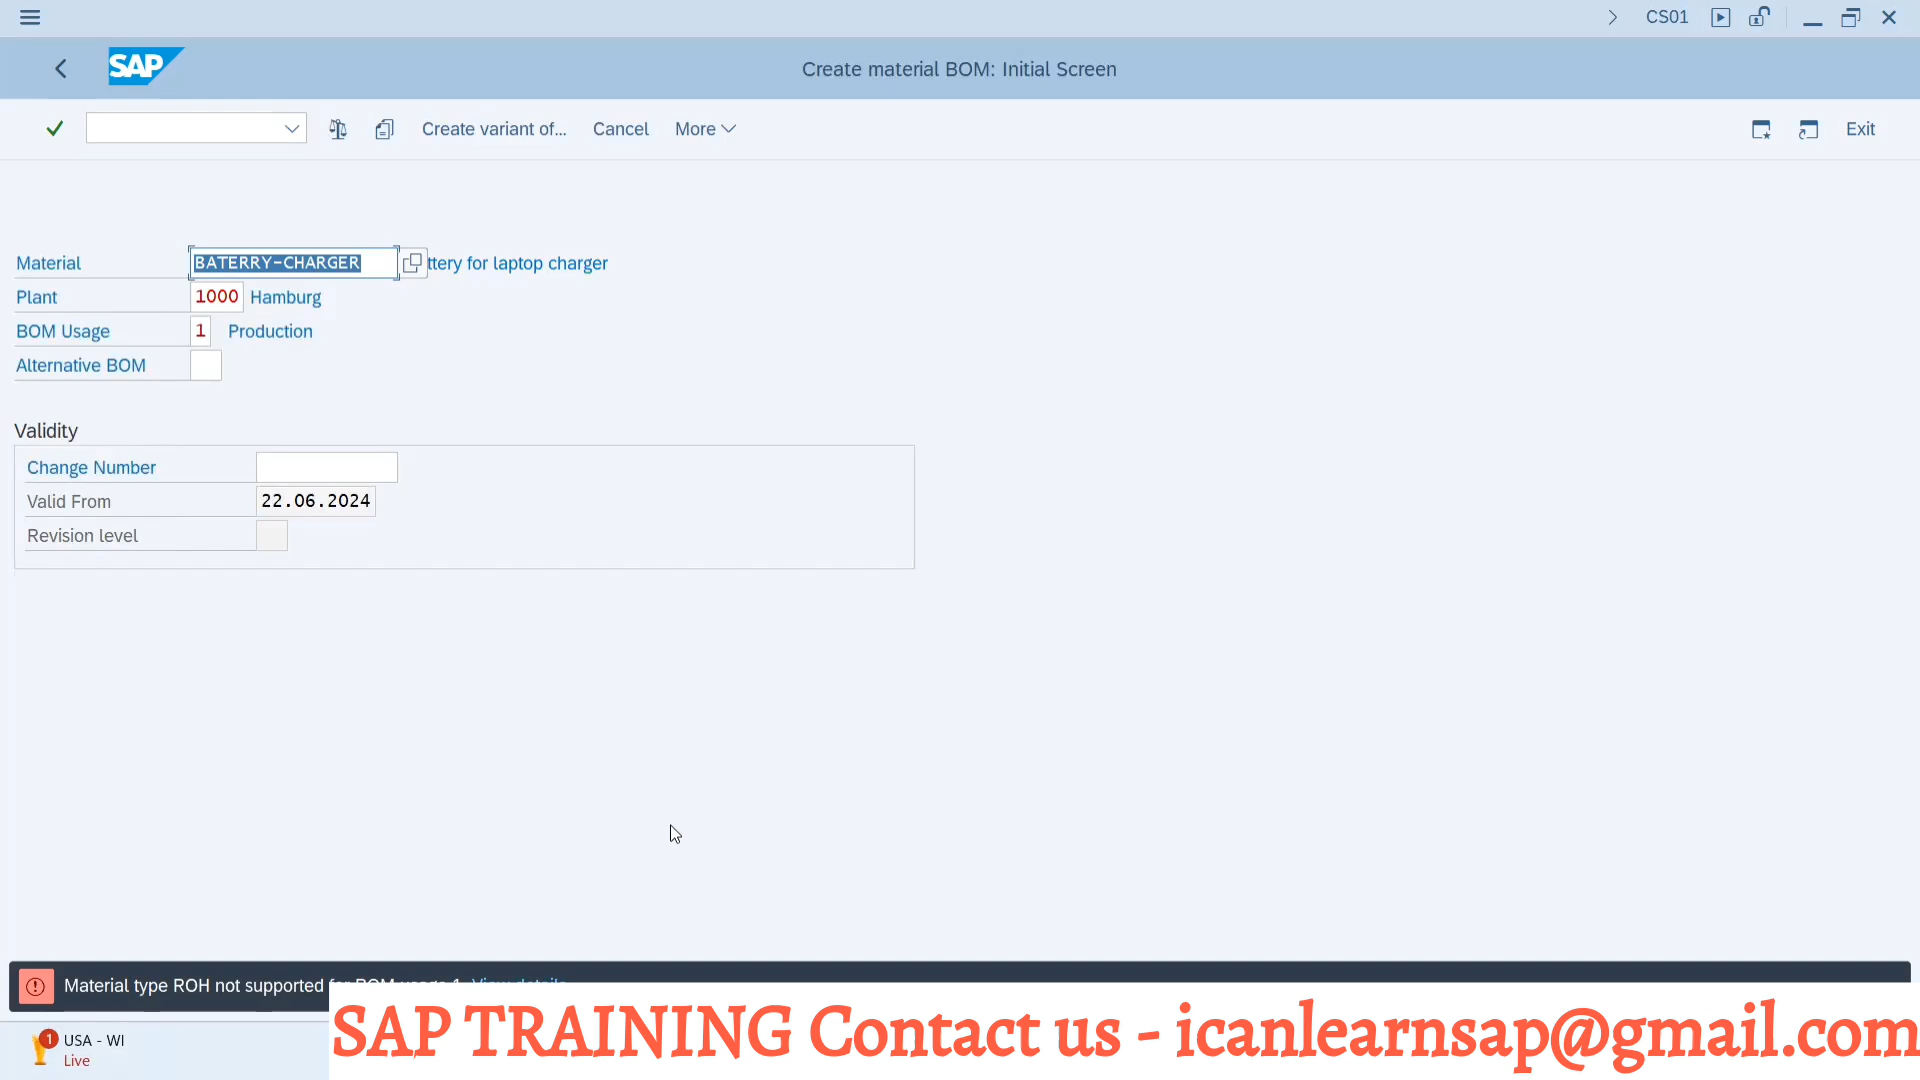 CS01
SAP
Create material BOM: Initial Screen
Create variant of... Cancel More Exit
Material BATERRY-CHARGER ttery for laptop charger
Plant 1000 Hamburg
BOM Usage 1 Production
Alternative BOM
Validity
Change Number
Valid From 22.06.2024
Revision level
Material type ROH not supported for BOM usage 1 View details
1 USA - WI
Live
SAP TRAINING Contact us - icanlearnsap@gmail.com